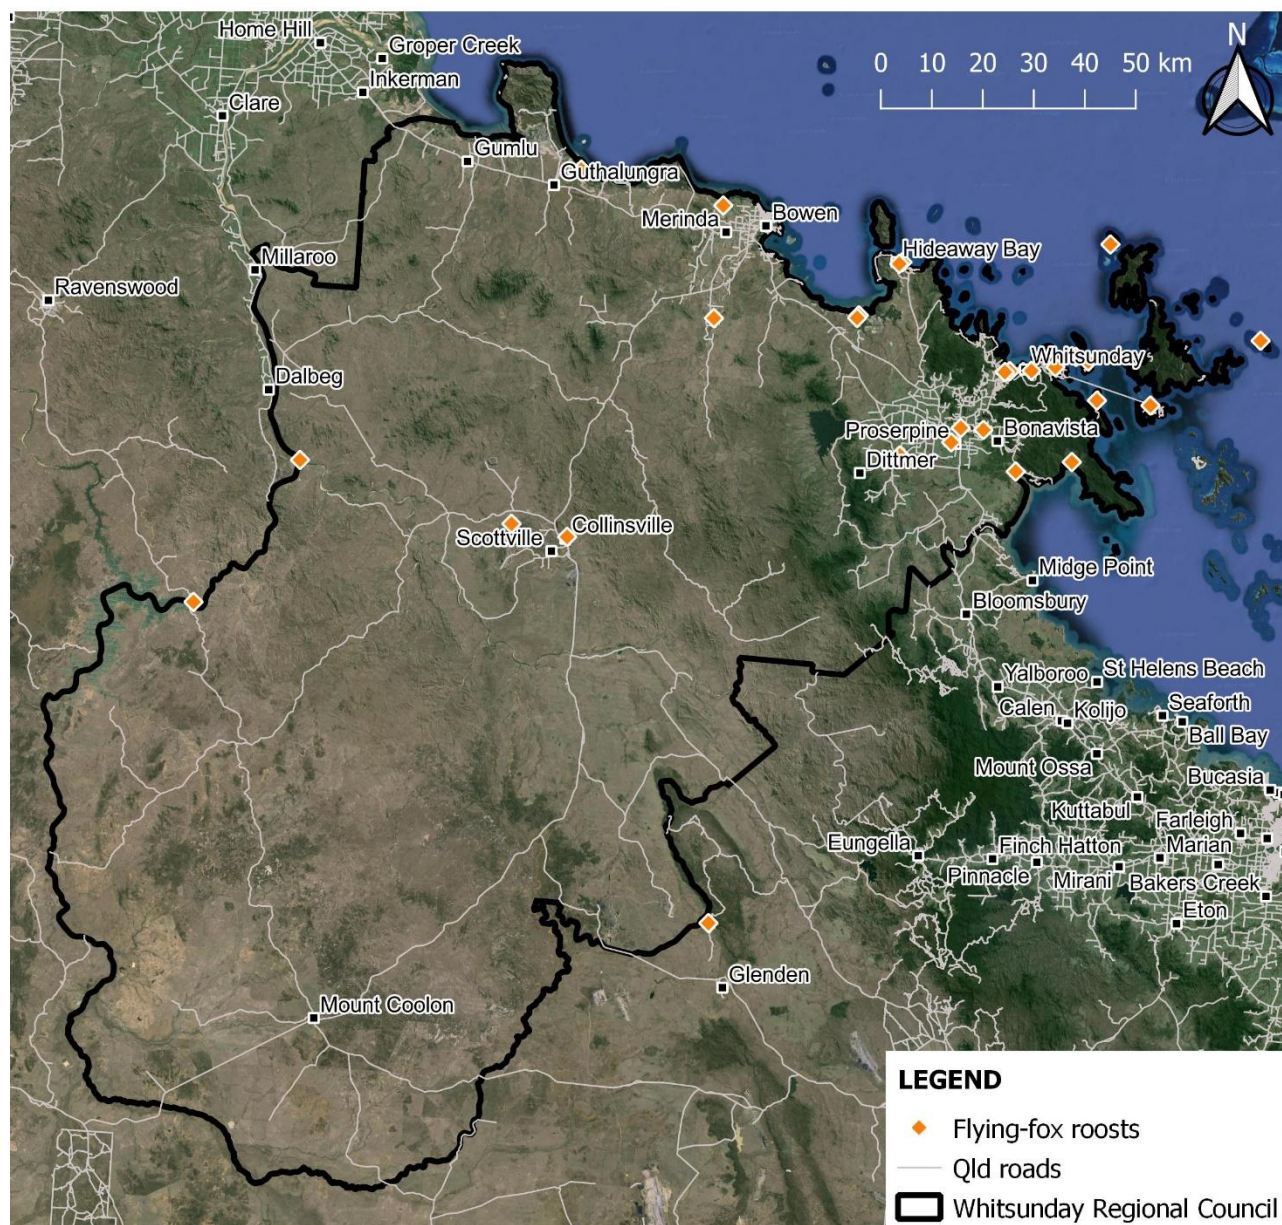 Home Hill
Groper Creek
N
0 10 20 30 40 50 km
Inkerman
Clare
Gumlu
Guthalungra
Merinda
Bowen
Hideaway Bay
Millaroo
Ravenswood
Whitsunday
Dalbeg
Proserpine
Bonavista
Dittmer
Scottville
Collinsville
Midge Point
Bloomsbury
Yalboroo
St Helens Beach
Calen
Kolijo
Seaforth
Ball Bay
Mount Ossa
Bucasia
Kuttabul
Farleigh
Eungella
Finch Hatton
Marian
Pinnacle
Mirani
Bakers Creek
Eton
Glenden
Mount Coolon
LEGEND
Flying-fox roosts
Qld roads
Whitsunday Regional Council